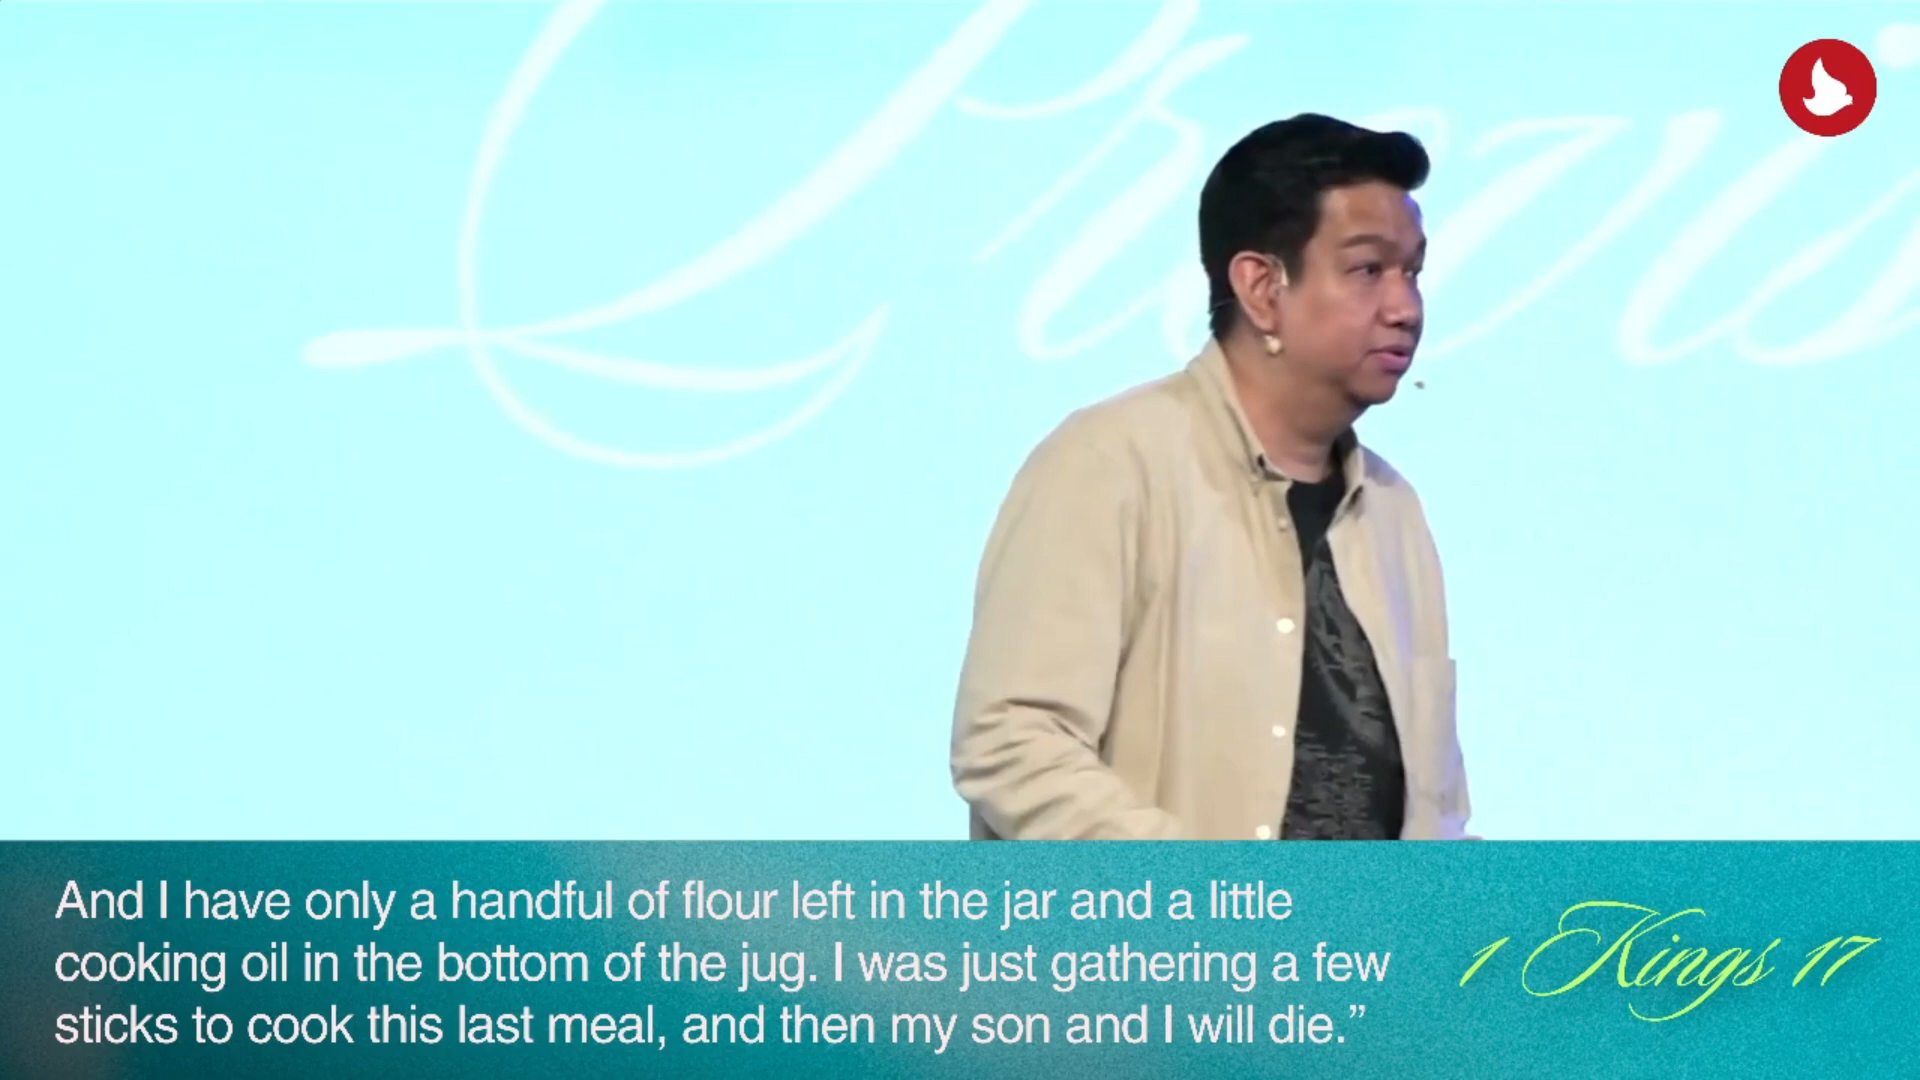 Provis
And I have only a handful of flour left in the jar and a little
cooking oil in the bottom of the jug. I was just gathering a few
sticks to cook this last meal, and then my son and I will die.”
1 Kings 17